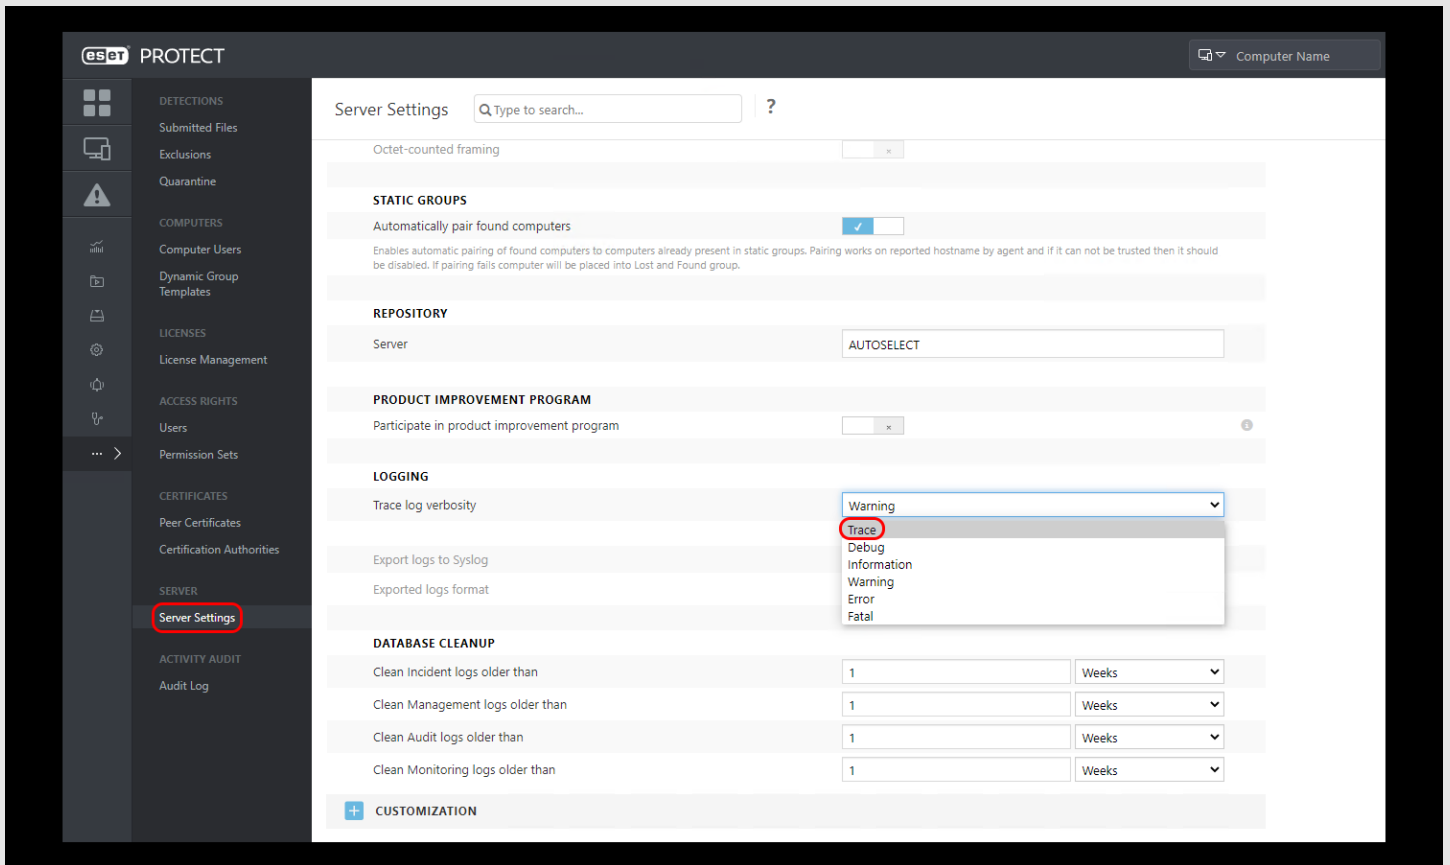 eseT PROTECT
Computer Name
DETECTIONS
Submitted Files
Exclusions
Quarantine
COMPUTERS
Computer Users
Dynamic Group
Templates
LICENSES
License Management
ACCESS RIGHTS
Users
Permission Sets
CERTIFICATES
Peer Certificates
Certification Authorities
SERVER
Server Settings
ACTIVITY AUDIT
Audit Log
Server Settings
Type to search...
?
Octet-counted framing
STATIC GROUPS
Automatically pair found computers
Enables automatic pairing of found computers to computers already present in static groups. Pairing works on reported hostname by agent and if it can not be trusted then it should
be disabled. If pairing fails computer will be placed into Lost and Found group.
REPOSITORY
Server AUTOSELECT
PRODUCT IMPROVEMENT PROGRAM
Participate in product improvement program
LOGGING
Trace log verbosity Warning
Trace
Debug
Information
Warning
Error
Fatal
Export logs to Syslog
Exported logs format
DATABASE CLEANUP
Clean Incident logs older than 1 Weeks
Clean Management logs older than 1 Weeks
Clean Audit logs older than 1 Weeks
Clean Monitoring logs older than 1 Weeks
CUSTOMIZATION